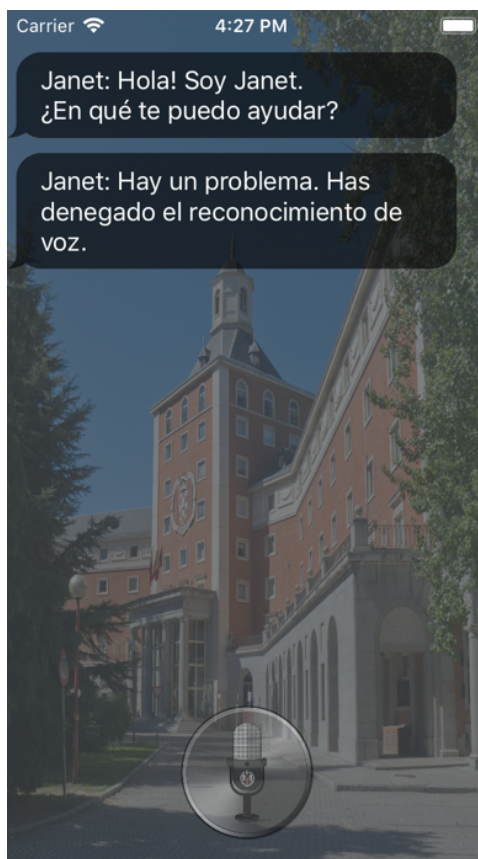 Carrier 4:27 PM
Janet: Hola! Soy Janet.
¿En qué te puedo ayudar?
Janet: Hay un problema. Has
denegado el reconocimiento de
voz.